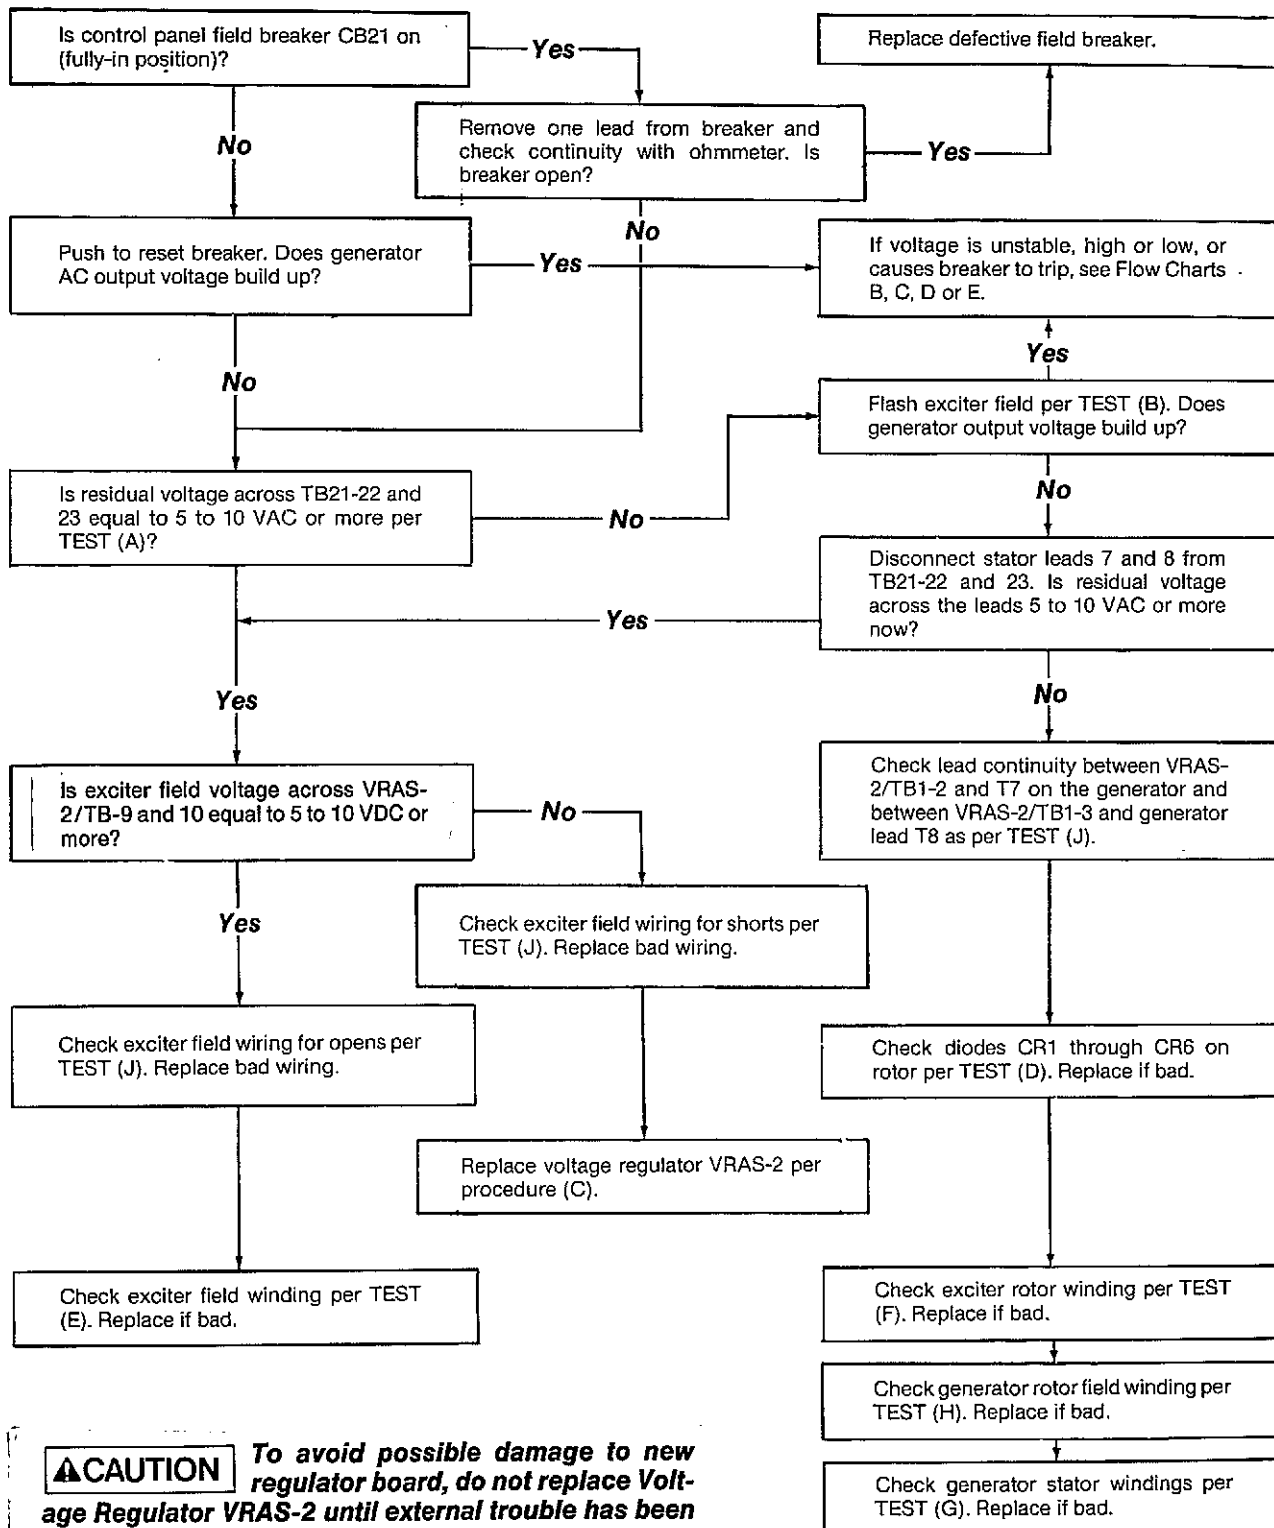 Is control panel field breaker CB21 on
(fully-in position)?
Yes
Replace defective field breaker.
No
Remove one lead from breaker and
check continuity with ohmmeter. Is
breaker open?
Yes
No
Push to reset breaker. Does generator
AC output voltage build up?
Yes
If voltage is unstable, high or low, or
causes breaker to trip, see Flow Charts
B, C, D or E.
Yes
No
Flash exciter field per TEST (B). Does
generator output voltage build up?
Is residual voltage across TB21-22 and
23 equal to 5 to 10 VAC or more per
TEST (A)?
No
No
Disconnect stator leads 7 and 8 from
TB21-22 and 23. Is residual voltage
across the leads 5 to 10 VAC or more
now?
Yes
Yes
No
Is exciter field voltage across VRAS-
2/TB-9 and 10 equal to 5 to 10 VDC or
more?
No
Check lead continuity between VRAS-
2/TB1-2 and T7 on the generator and
between VRAS-2/TB1-3 and generator
lead T8 as per TEST (J).
Yes
Check exciter field wiring for shorts per
TEST (J). Replace bad wiring.
Check exciter field wiring for opens per
TEST (J). Replace bad wiring.
Check diodes CR1 through CR6 on
rotor per TEST (D). Replace if bad.
Replace voltage regulator VRAS-2 per
procedure (C).
Check exciter field winding per TEST
(E). Replace if bad.
Check exciter rotor winding per TEST
(F). Replace if bad.
Check generator rotor field winding per
TEST (H). Replace if bad.
Check generator stator windings per
TEST (G). Replace if bad.
CAUTION To avoid possible damage to new
regulator board, do not replace Volt-
age Regulator VRAS-2 until external trouble has been